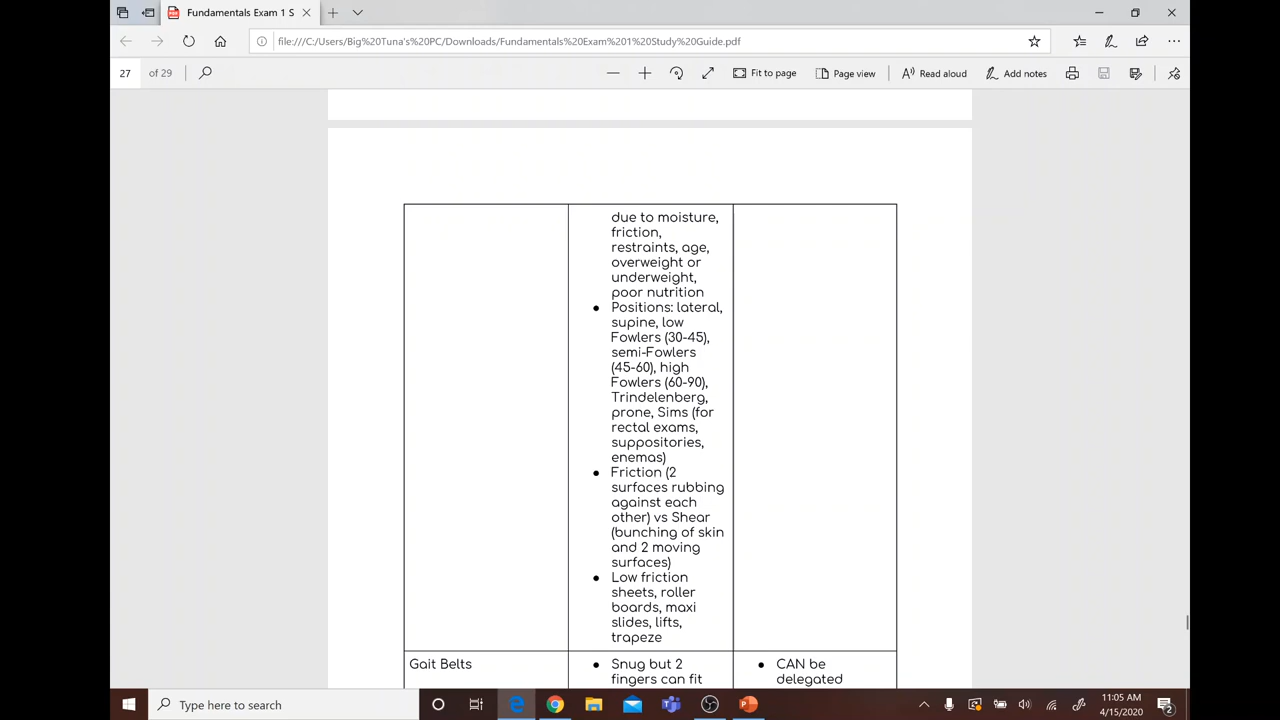 Fundamentals Exam 1 S
file:///C:/Users/Big%20Tuna's%20PC/Downloads/Fundamentals%20Exam%201%20Study%20Guide.pdf
27 of 29 Fit to page Page view Read aloud Add notes
due to moisture,
friction,
restraints, age,
overweight or
underweight,
poor nutrition
● Positions: lateral,
supine, low
Fowlers (30-45),
semi-Fowlers
(45-60), high
Fowlers (60-90),
Trindelenberg,
prone, Sims (for
rectal exams,
suppositories,
enemas)
● Friction (2
surfaces rubbing
against each
other) vs Shear
(bunching of skin
and 2 moving
surfaces)
● Low friction
sheets, roller
boards, maxi
slides, lifts,
trapeze
Gait Belts
● Snug but 2
fingers can fit
● CAN be
delegated
Type here to search
11:05 AM
4/15/2020
2